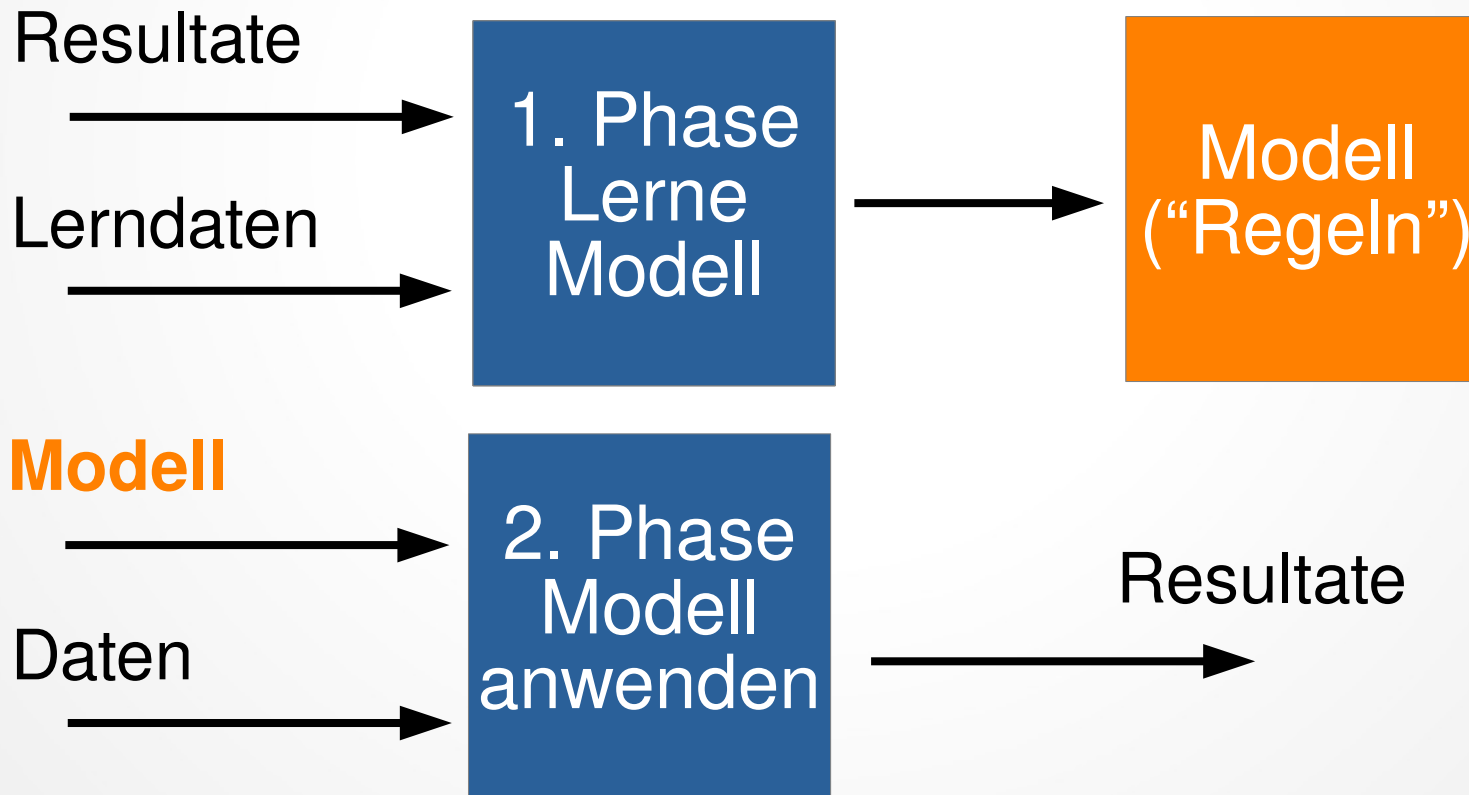 Resultate
Lerndaten
1. Phase
Lerne
Modell
Modell
(“Regeln”)
Modell
Daten
2. Phase
Modell
anwenden
Resultate